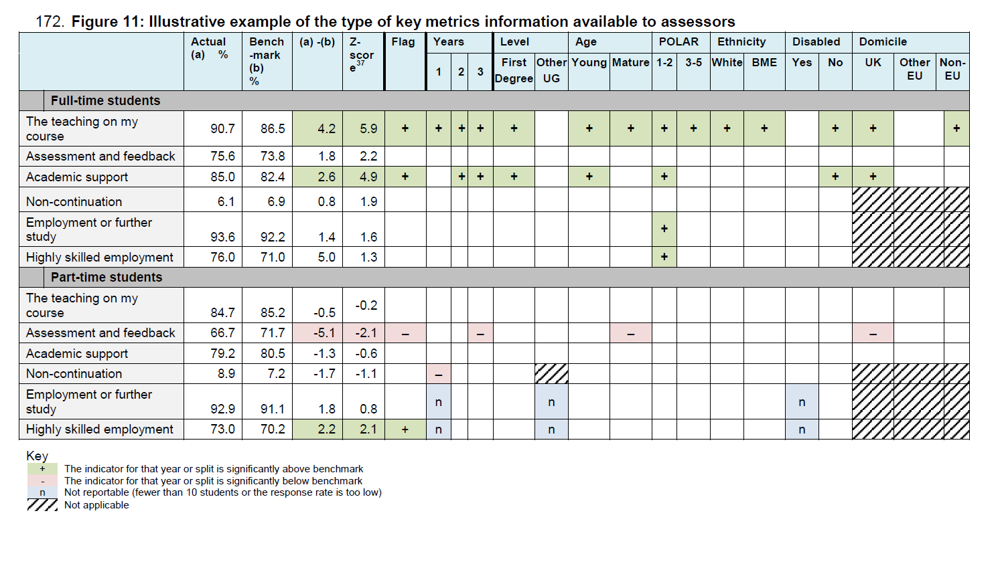 172. Figure 11: Illustrative example of the type of key metrics information available to assessors
Actual (a) % Bench -mark (b) % (a) -(b) Z- scor e37 Flag Years Level Age POLAR Ethnicity Disabled Domicile
1 2 3 First Degree Other UG Young Mature 1-2 3-5 White BME Yes No UK Other EU Non- EU
Full-time students
The teaching on my course 90.7 86.5 4.2 5.9 + + + + + + + + + + + + + +
Assessment and feedback 75.6 73.8 1.8 2.2
Academic support 85.0 82.4 2.6 4.9 + + + + + + + +
Non-continuation 6.1 6.9 0.8 1.9
Employment or further study 93.6 92.2 1.4 1.6 +
Highly skilled employment 76.0 71.0 5.0 1.3 +
Part-time students
The teaching on my course 84.7 85.2 -0.5 -0.2
Assessment and feedback 66.7 71.7 -5.1 -2.1 – – – –
Academic support 79.2 80.5 -1.3 -0.6
Non-continuation 8.9 7.2 -1.7 -1.1 –
Employment or further study 92.9 91.1 1.8 0.8 n n n
Highly skilled employment 73.0 70.2 2.2 2.1 + n n n
Key
+ The indicator for that year or split is significantly above benchmark
- The indicator for that year or split is significantly below benchmark
n Not reportable (fewer than 10 students or the response rate is too low)
Not applicable